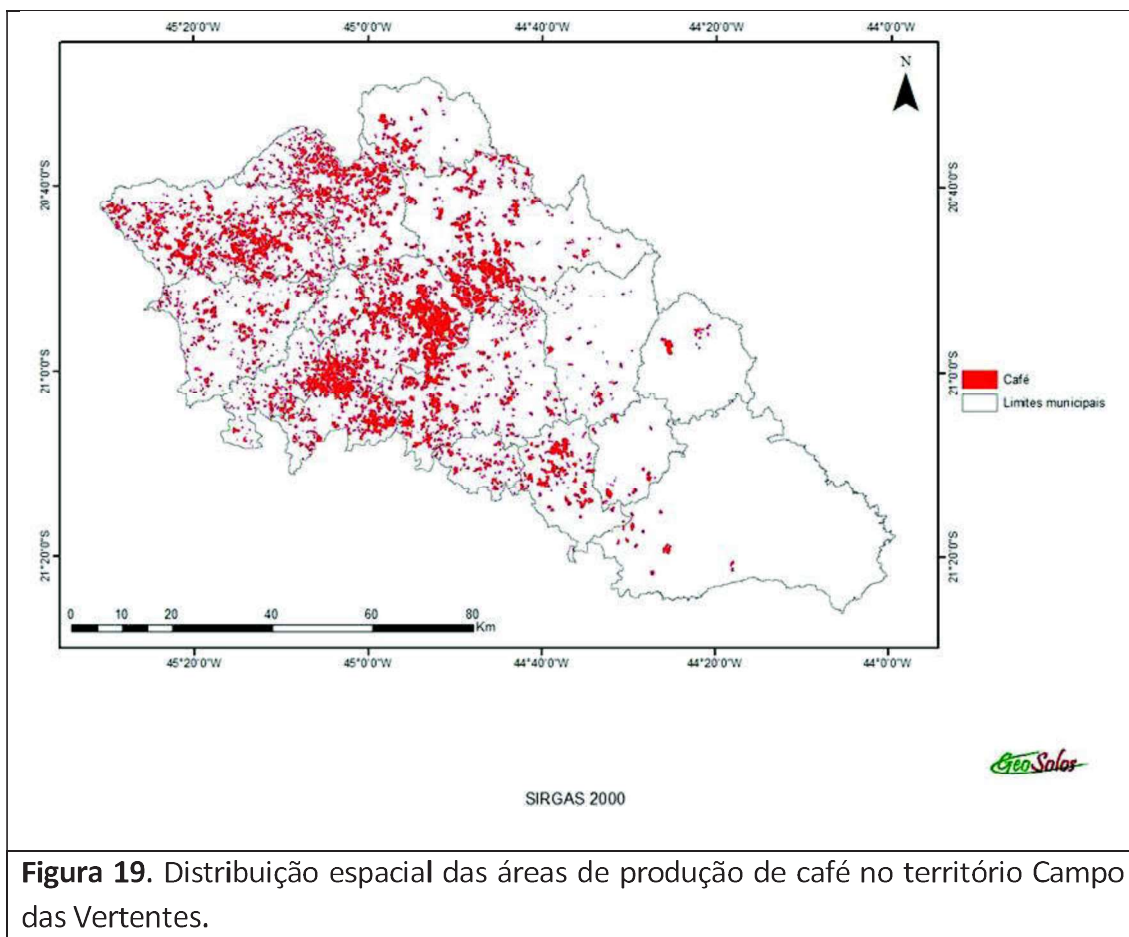 45°20'0"W 45°0'0"W 44°40'0"W 44°20'0"W 44°0'0"W
N
20°40'0"S 20°40'0"S
21°0'0"S 21°0'0"S
Café
Limites municipais
21°20'0"S 21°20'0"S
0 10 20 40 60 80
Km
45°20'0"W 45°0'0"W 44°40'0"W 44°20'0"W 44°0'0"W
GeoSolos
SIRGAS 2000
Figura 19. Distribuição espacial das áreas de produção de café no território Campo
das Vertentes.